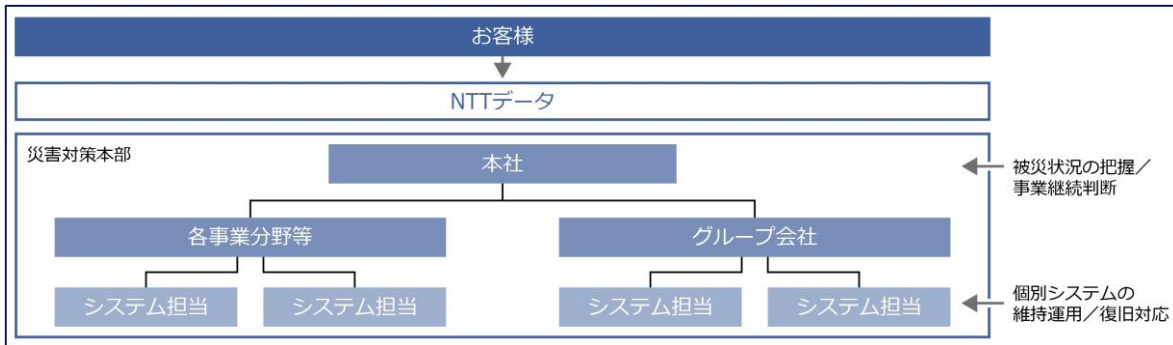 お客様
NTTデータ
災害対策本部
本社
被災状況の把握／
事業継続判断
各事業分野等
グループ会社
システム担当
システム担当
システム担当
システム担当
個別システムの
維持運用／復旧対応